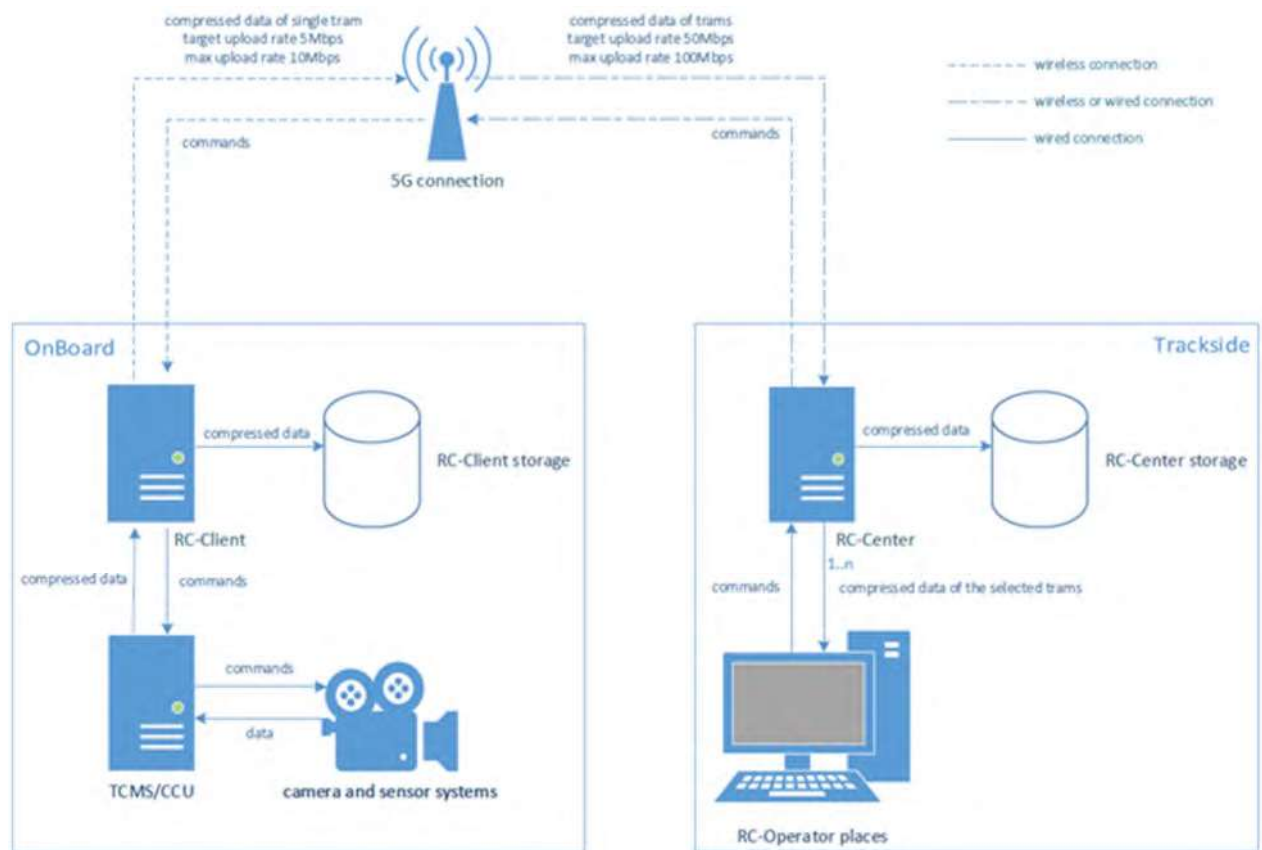 compressed data of single tram
target upload rate 5Mbps
max upload rate 10Mbps
compressed data of trams
target upload rate 50Mbps
max upload rate 100Mbps
wireless connection
wireless or wired connection
wired connection
commands
commands
5G connection
OnBoard
Trackside
compressed data
RC-Client storage
compressed data
RC-Center storage
RC-Client
RC-Center
compressed data
commands
commands
1..n
compressed data of the selected trams
commands
data
TCMS/CCU
camera and sensor systems
RC-Operator places